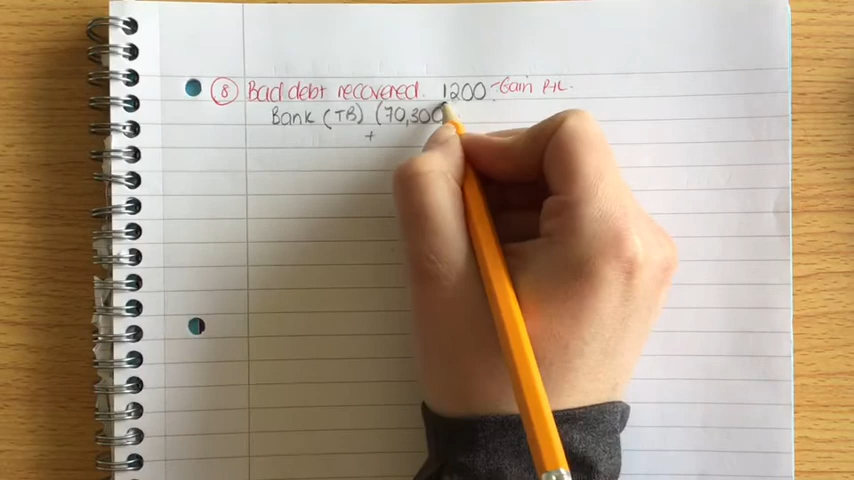 8 Bad debt recovered. 1200 - Gain P+L.
Bank (TB) (70,300
+